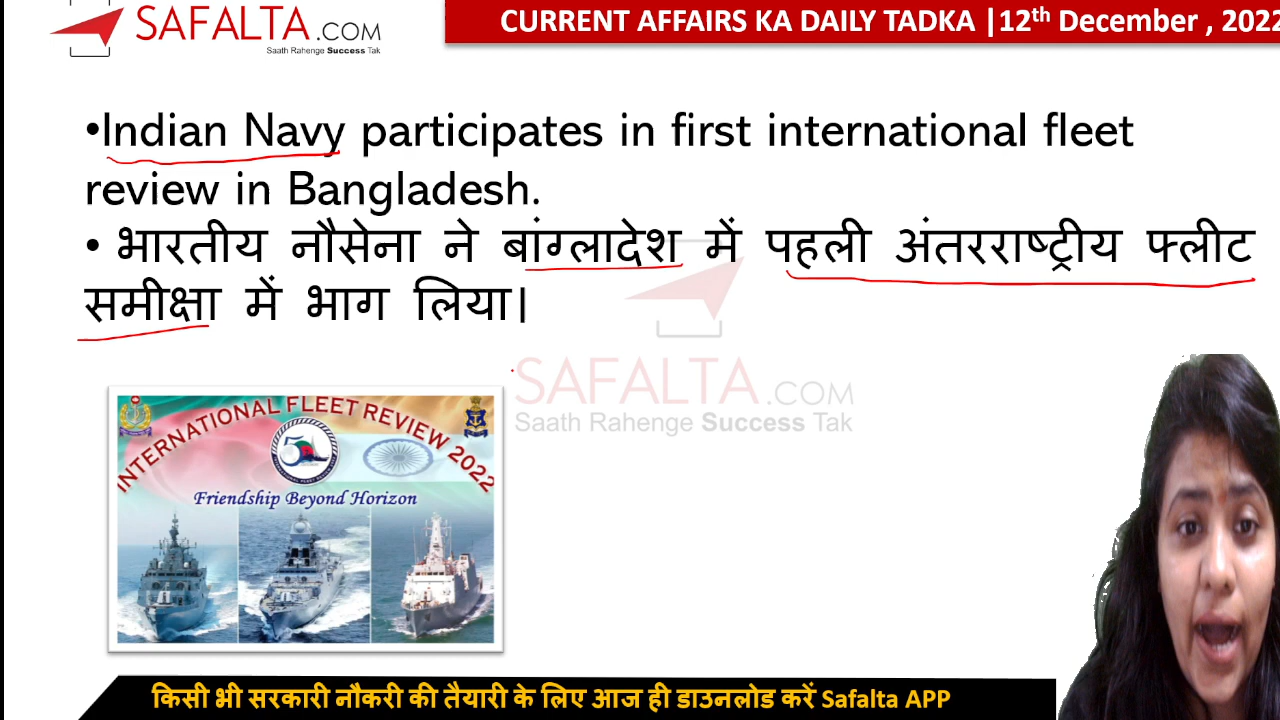 SAFALTA.COM
Saath Rahenge Success Tak
CURRENT AFFAIRS KA DAILY TADKA |12th December , 2022
•Indian Navy participates in first international fleet
review in Bangladesh.
• भारतीय नौसेना ने बांग्लादेश में पहली अंतरराष्ट्रीय फ्लीट
समीक्षा में भाग लिया।
SAFALTA.COM
Saath Rahenge Success Tak
INTERNATIONAL FLEET REVIEW 2022
50
Friendship Beyond Horizon
किसी भी सरकारी नौकरी की तैयारी के लिए आज ही डाउनलोड करें Safalta APP